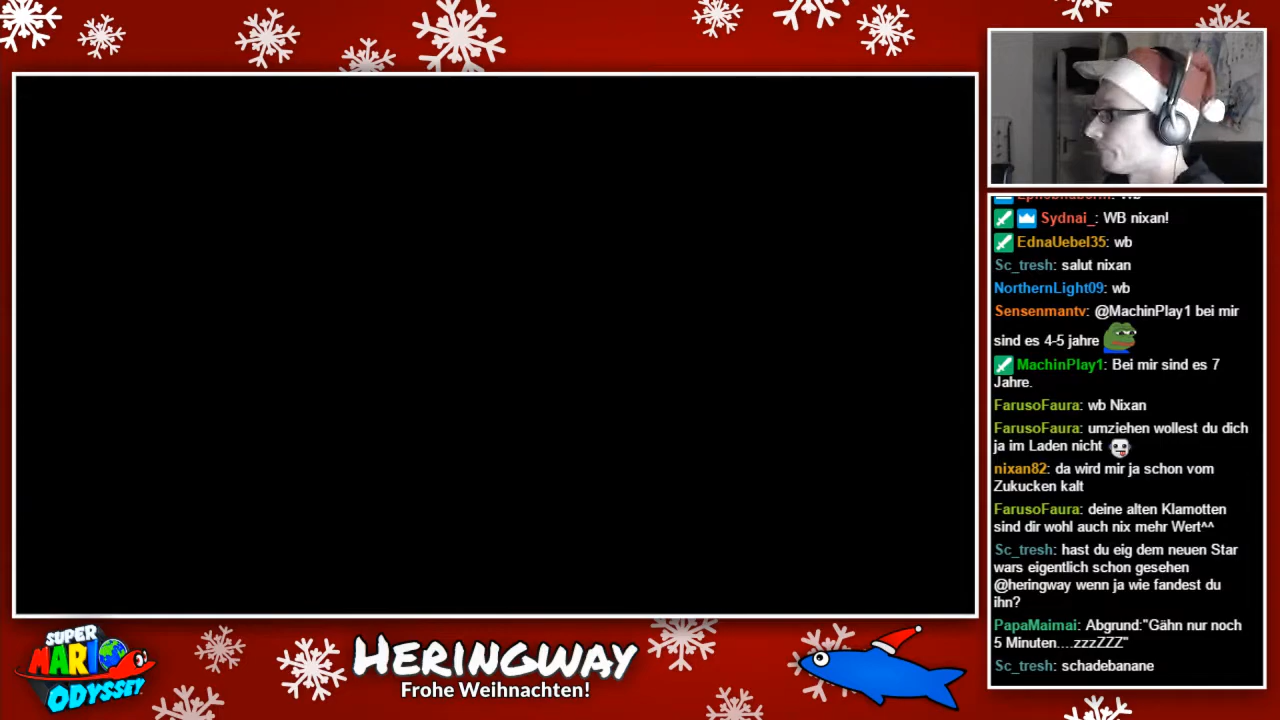 Sydnai_: WB nixan!
EdnaUebel35: wb
Sc_tresh: salut nixan
NorthernLight09: wb
Sensenmantv: @MachinPlay1 bei mir
sind es 4-5 jahre
MachinPlay1: Bei mir sind es 7
Jahre.
FarusoFaura: wb Nixan
FarusoFaura: umziehen wollest du dich
ja im Laden nicht
nixan82: da wird mir ja schon vom
Zukucken kalt
FarusoFaura: deine alten Klamotten
sind dir wohl auch nix mehr Wert^^
Sc_tresh: hast du eig dem neuen Star
wars eigentlich schon gesehen
@heringway wenn ja wie fandest du
ihn?
PapaMaimai: Abgrund:"Gähn nur noch
5 Minuten....zzzZZZ"
Sc_tresh: schadebanane
SUPER
MARIO
ODYSSEY
HERINGWAY
Frohe Weihnachten!